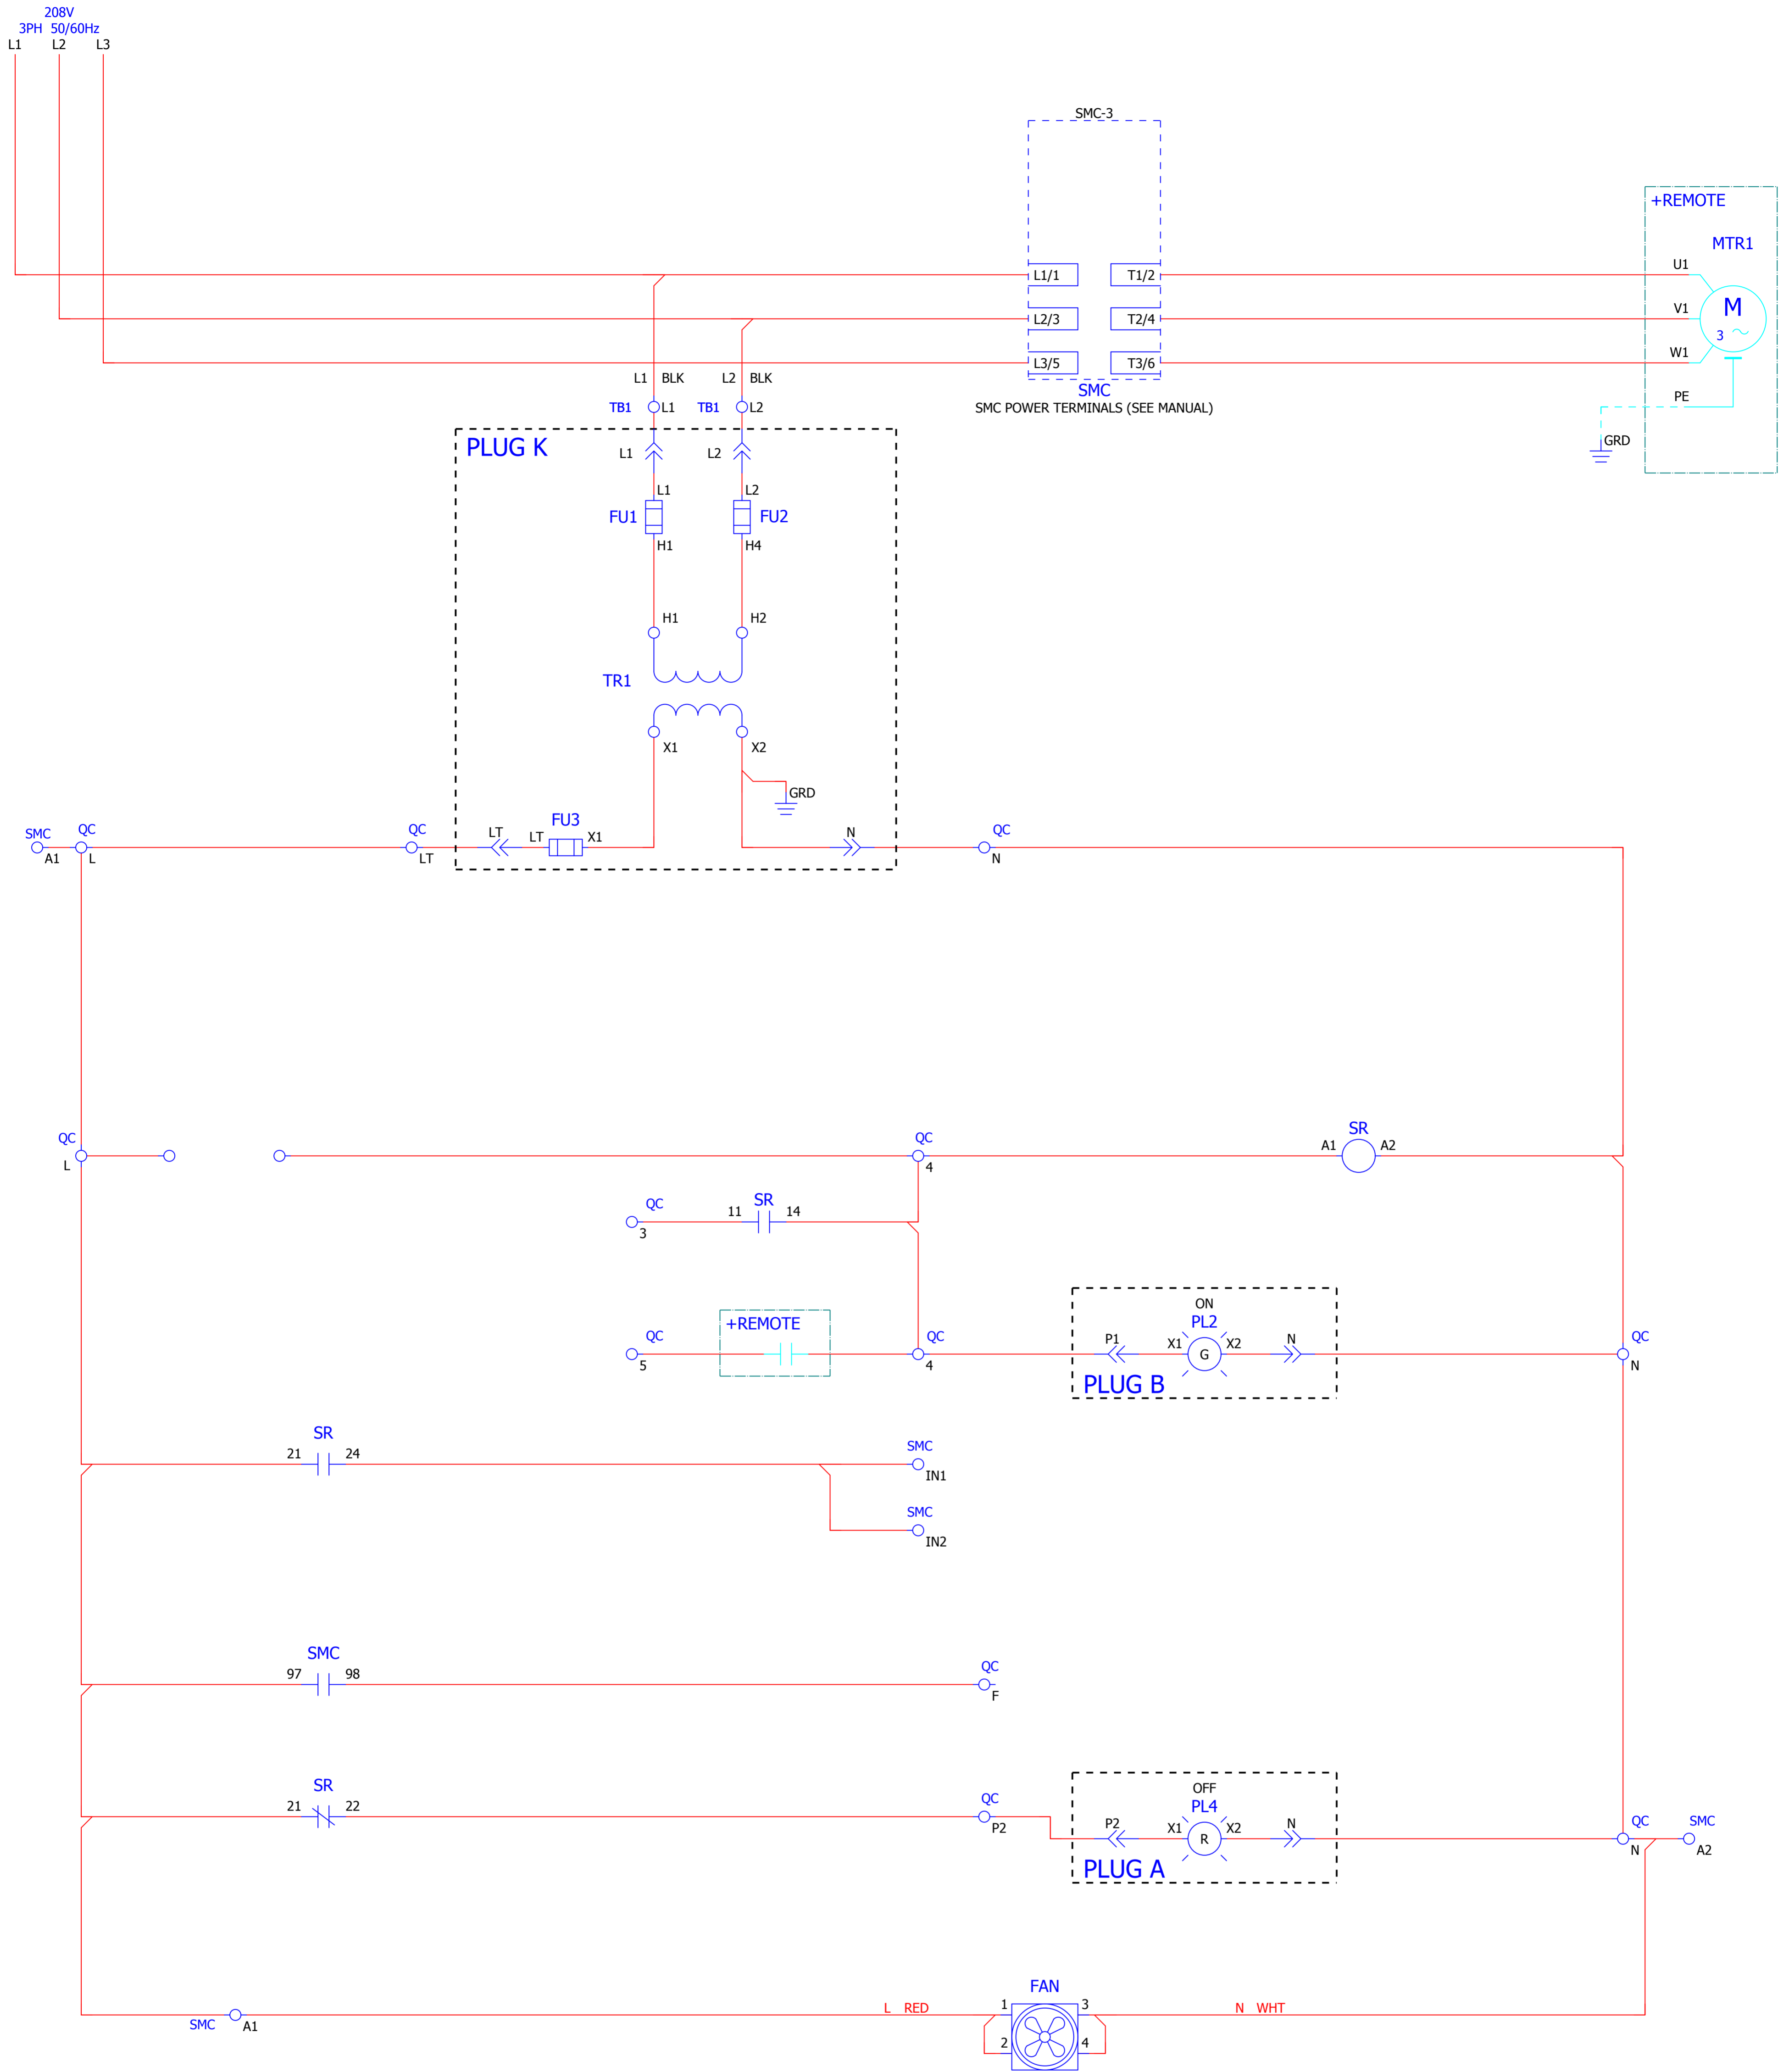 208V
3PH 50/60Hz
L1 L2 L3
SMC-3
+REMOTE
MTR1
U1
L1/1 T1/2
M
3
V1
L2/3 T2/4
W1
L3/5 T3/6
L1 BLK L2 BLK
SMC
PE
SMC POWER TERMINALS (SEE MANUAL)
TB1 L1 TB1 L2
GRD
PLUG K
L1 L2
L1 L2
FU1 FU2
H1 H4
H1 H2
TR1
X1 X2
GRD
FU3
SMC QC QC LT LT X1 N QC
A1 L LT N
SR
QC QC A1 A2
L 4
SR
QC 11 14
3
ON
+REMOTE PL2
QC QC P1 X1 G X2 N QC
5 4 N
PLUG B
SR
21 24 SMC
IN1
SMC
IN2
SMC
97 98 QC
F
SR OFF
21 22 QC PL4
P2 P2 X1 R X2 N QC SMC
N A2
PLUG A
FAN
L RED 1 3 N WHT
SMC A1
2 4